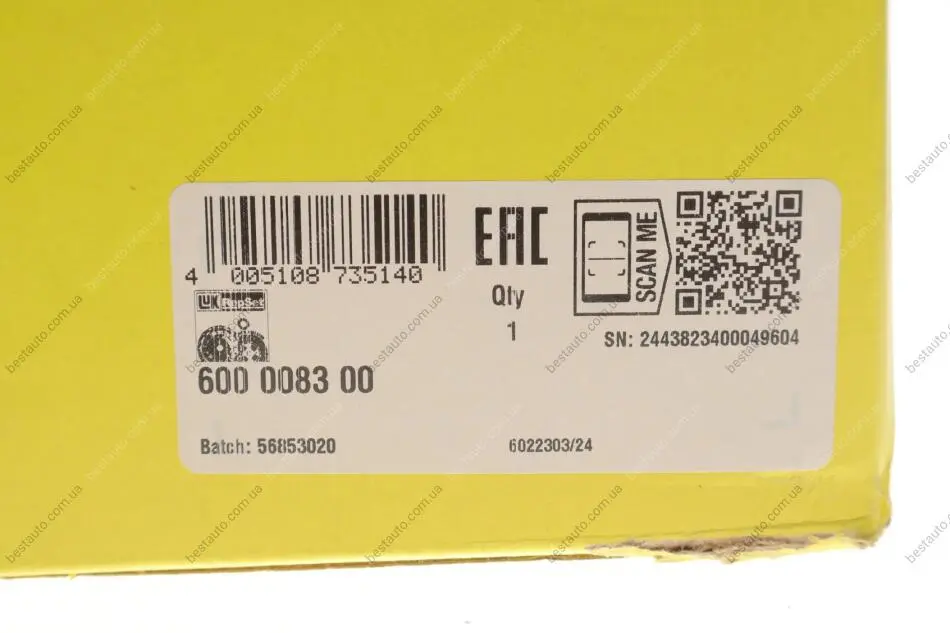 4 005108 735140
EAC
Qty
1
SCAN ME
SN: 2443823400049604
LUK RepSet
600 0083 00
Batch: 56853020
6022303/24
bestauto.com.ua